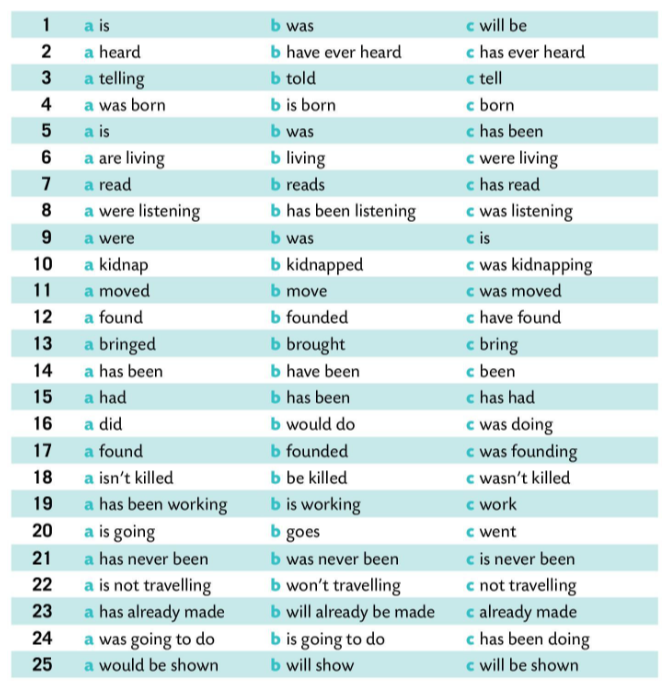 1 a is b was c will be
2 a heard b have ever heard c has ever heard
3 a telling b told c tell
4 a was born b is born c born
5 a is b was c has been
6 a are living b living c were living
7 a read b reads c has read
8 a were listening b has been listening c was listening
9 a were b was c is
10 a kidnap b kidnapped c was kidnapping
11 a moved b move c was moved
12 a found b founded c have found
13 a bringed b brought c bring
14 a has been b have been c been
15 a had b has been c has had
16 a did b would do c was doing
17 a found b founded c was founding
18 a isn't killed b be killed c wasn't killed
19 a has been working b is working c work
20 a is going b goes c went
21 a has never been b was never been c is never been
22 a is not travelling b won't travelling c not travelling
23 a has already made b will already be made c already made
24 a was going to do b is going to do c has been doing
25 a would be shown b will show c will be shown